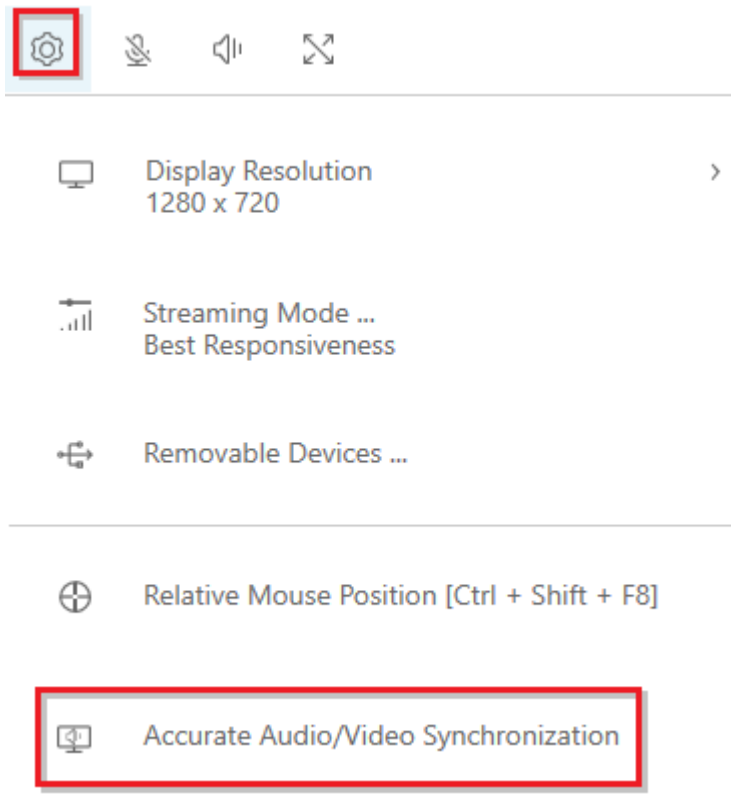 Display Resolution
1280 x 720
Streaming Mode ...
Best Responsiveness
Removable Devices ...
Relative Mouse Position [Ctrl + Shift + F8]
Accurate Audio/Video Synchronization